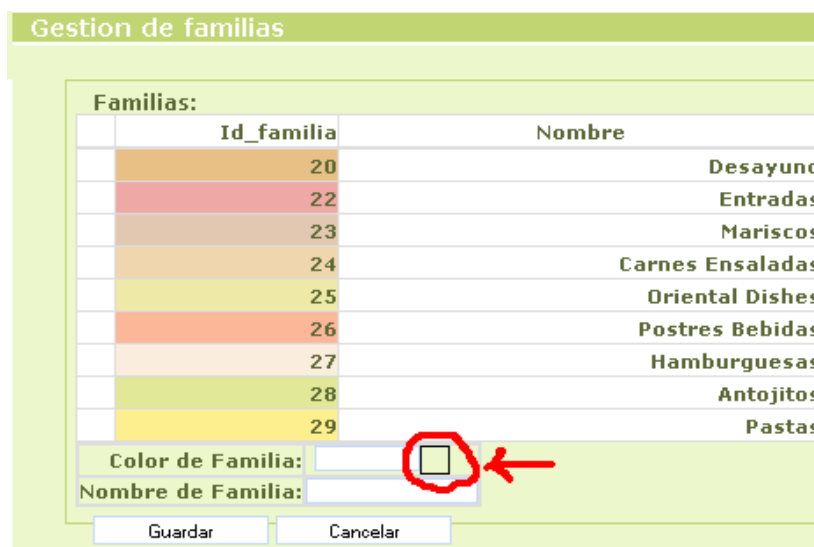 Gestion de familias
Familias:
Id_familia Nombre
20 Desayuno
22 Entradas
23 Mariscos
24 Carnes Ensaladas
25 Oriental Dishes
26 Postres Bebidas
27 Hamburguesas
28 Antojitos
29 Pastas
Color de Familia:
Nombre de Familia:
Guardar Cancelar